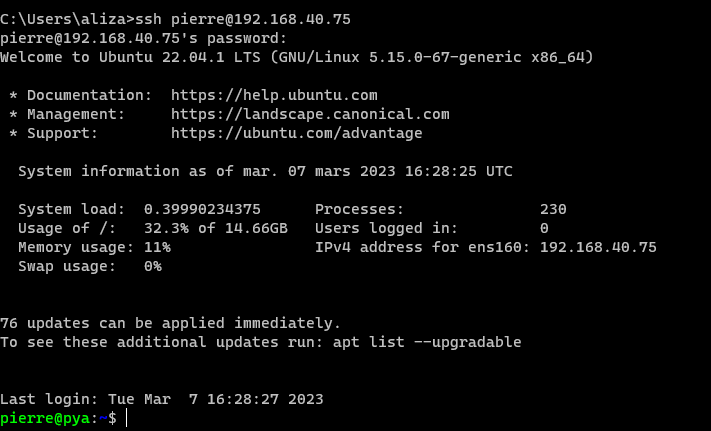 C:\Users\aliza>ssh pierre@192.168.40.75
pierre@192.168.40.75's password:
Welcome to Ubuntu 22.04.1 LTS (GNU/Linux 5.15.0-67-generic x86_64)
* Documentation:  https://help.ubuntu.com
* Management:     https://landscape.canonical.com
* Support:        https://ubuntu.com/advantage
System information as of mar. 07 mars 2023 16:28:25 UTC
System load:  0.39990234375      Processes:               230
Usage of /:   32.3% of 14.66GB   Users logged in:         0
Memory usage: 11%                IPv4 address for ens160: 192.168.40.75
Swap usage:   0%
76 updates can be applied immediately.
To see these additional updates run: apt list --upgradable
Last login: Tue Mar  7 16:28:27 2023
pierre@pya:~$